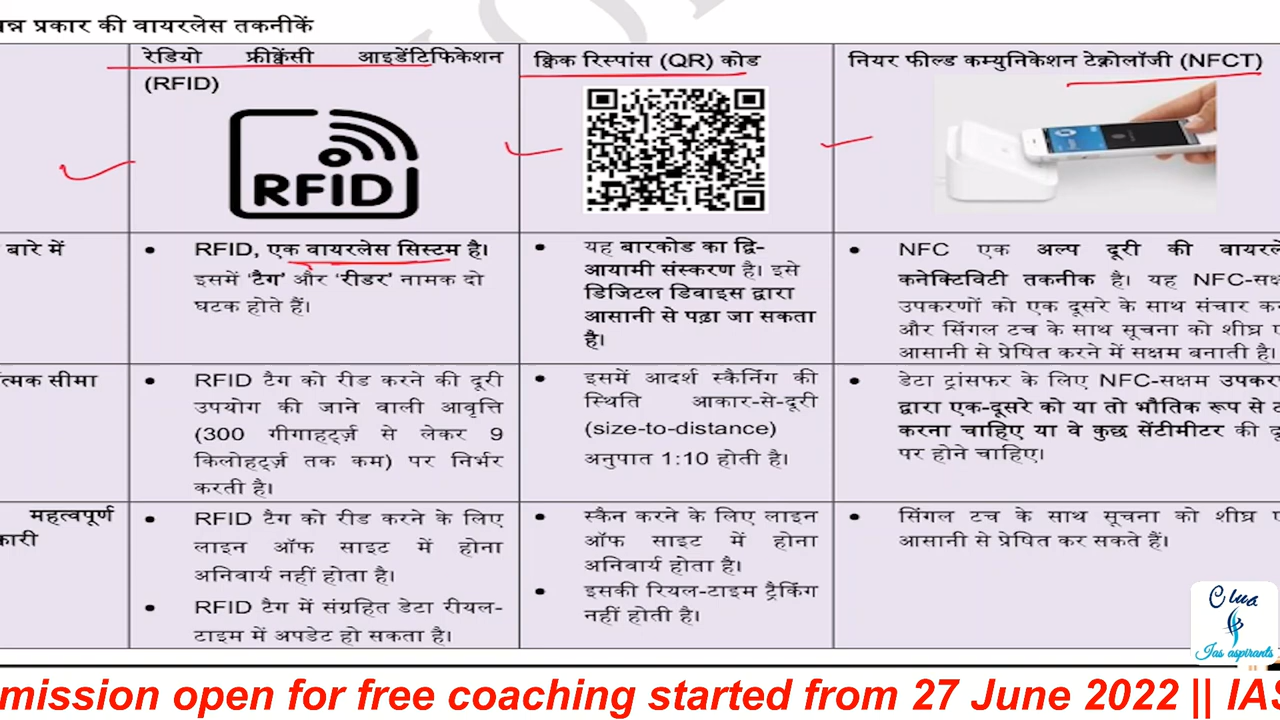 न्न प्रकार की वायरलेस तकनीकें
रेडियो फ्रीक्वेंसी आइडेंटिफिकेशन
(RFID)
RFID
क्विक रिस्पांस (QR) कोड
नियर फील्ड कम्युनिकेशन टेक्नोलॉजी (NFCT)
बारे में
• RFID, एक वायरलेस सिस्टम है।
इसमें 'टैग' और 'रीडर' नामक दो
घटक होते हैं।
• यह बारकोड का द्वि-
आयामी संस्करण है। इसे
डिजिटल डिवाइस द्वारा
आसानी से पढ़ा जा सकता
है।
• NFC एक अल्प दूरी की वायरले
कनेक्टिविटी तकनीक है। यह NFC-सक्ष
उपकरणों को एक दूसरे के साथ संचार कर
और सिंगल टच के साथ सूचना को शीघ्र ए
आसानी से प्रेषित करने में सक्षम बनाती है।
त्मक सीमा
• RFID टैग को रीड करने की दूरी
उपयोग की जाने वाली आवृत्ति
(300 गीगाहर्ट्ज़ से लेकर 9
किलोहर्ट्ज़ तक कम) पर निर्भर
करती है।
• इसमें आदर्श स्कैनिंग की
स्थिति आकार-से-दूरी
(size-to-distance)
अनुपात 1:10 होती है।
• डेटा ट्रांसफर के लिए NFC-सक्षम उपकर
द्वारा एक-दूसरे को या तो भौतिक रूप से ट
करना चाहिए या वे कुछ सेंटीमीटर की दू
पर होने चाहिए।
महत्वपूर्ण
कारी
• RFID टैग को रीड करने के लिए
लाइन ऑफ साइट में होना
अनिवार्य नहीं होता है।
• RFID टैग में संग्रहित डेटा रीयल-
टाइम में अपडेट हो सकता है।
• स्कैन करने के लिए लाइन
ऑफ साइट में होना
अनिवार्य होता है।
• इसकी रियल-टाइम ट्रैकिंग
नहीं होती है।
• सिंगल टच के साथ सूचना को शीघ्र ए
आसानी से प्रेषित कर सकते हैं।
Ias aspirants
mission open for free coaching started from 27 June 2022 || IAS